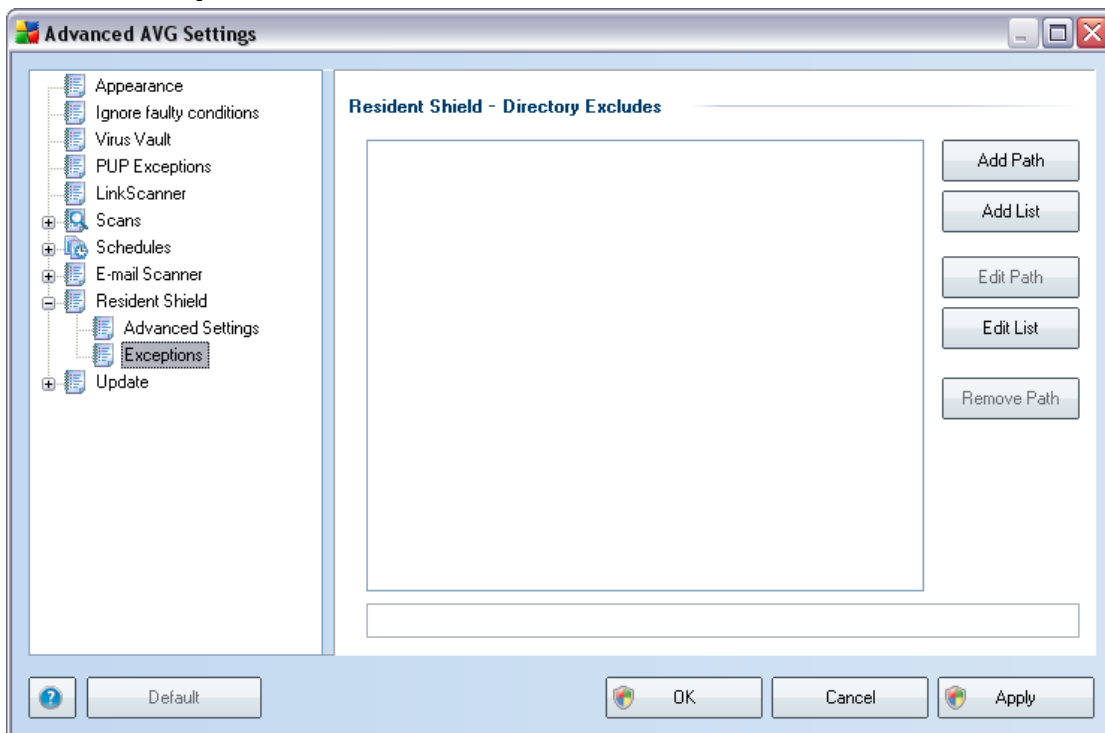 Advanced AVG Settings
Appearance
Ignore faulty conditions
Virus Vault
PUP Exceptions
LinkScanner
Scans
Schedules
E-mail Scanner
Resident Shield
Advanced Settings
Exceptions
Update
Resident Shield - Directory Excludes
Add Path
Add List
Edit Path
Edit List
Remove Path
Default
OK
Cancel
Apply